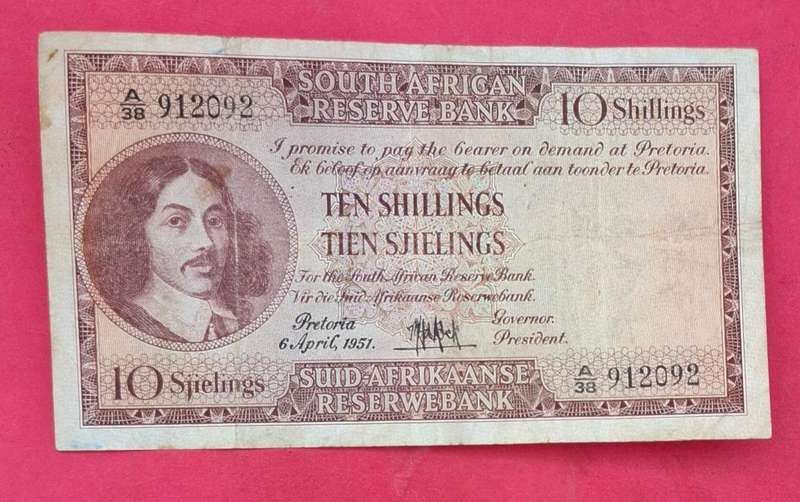 SOUTH AFRICAN
RESERVE BANK
A/38 912092
10 Shillings
I promise to pay the bearer on demand at Pretoria.
Ek beloof op aanvraag te betaal aan toonder te Pretoria.
TEN SHILLINGS
TIEN SJIELINGS
For the South African Reserve Bank.
Vir die Suid-Afrikaanse Reserwebank.
Pretoria
6 April, 1951.
Governor.
President.
10 Sjielings
SUID-AFRIKAANSE
RESERWEBANK
A/38 912092